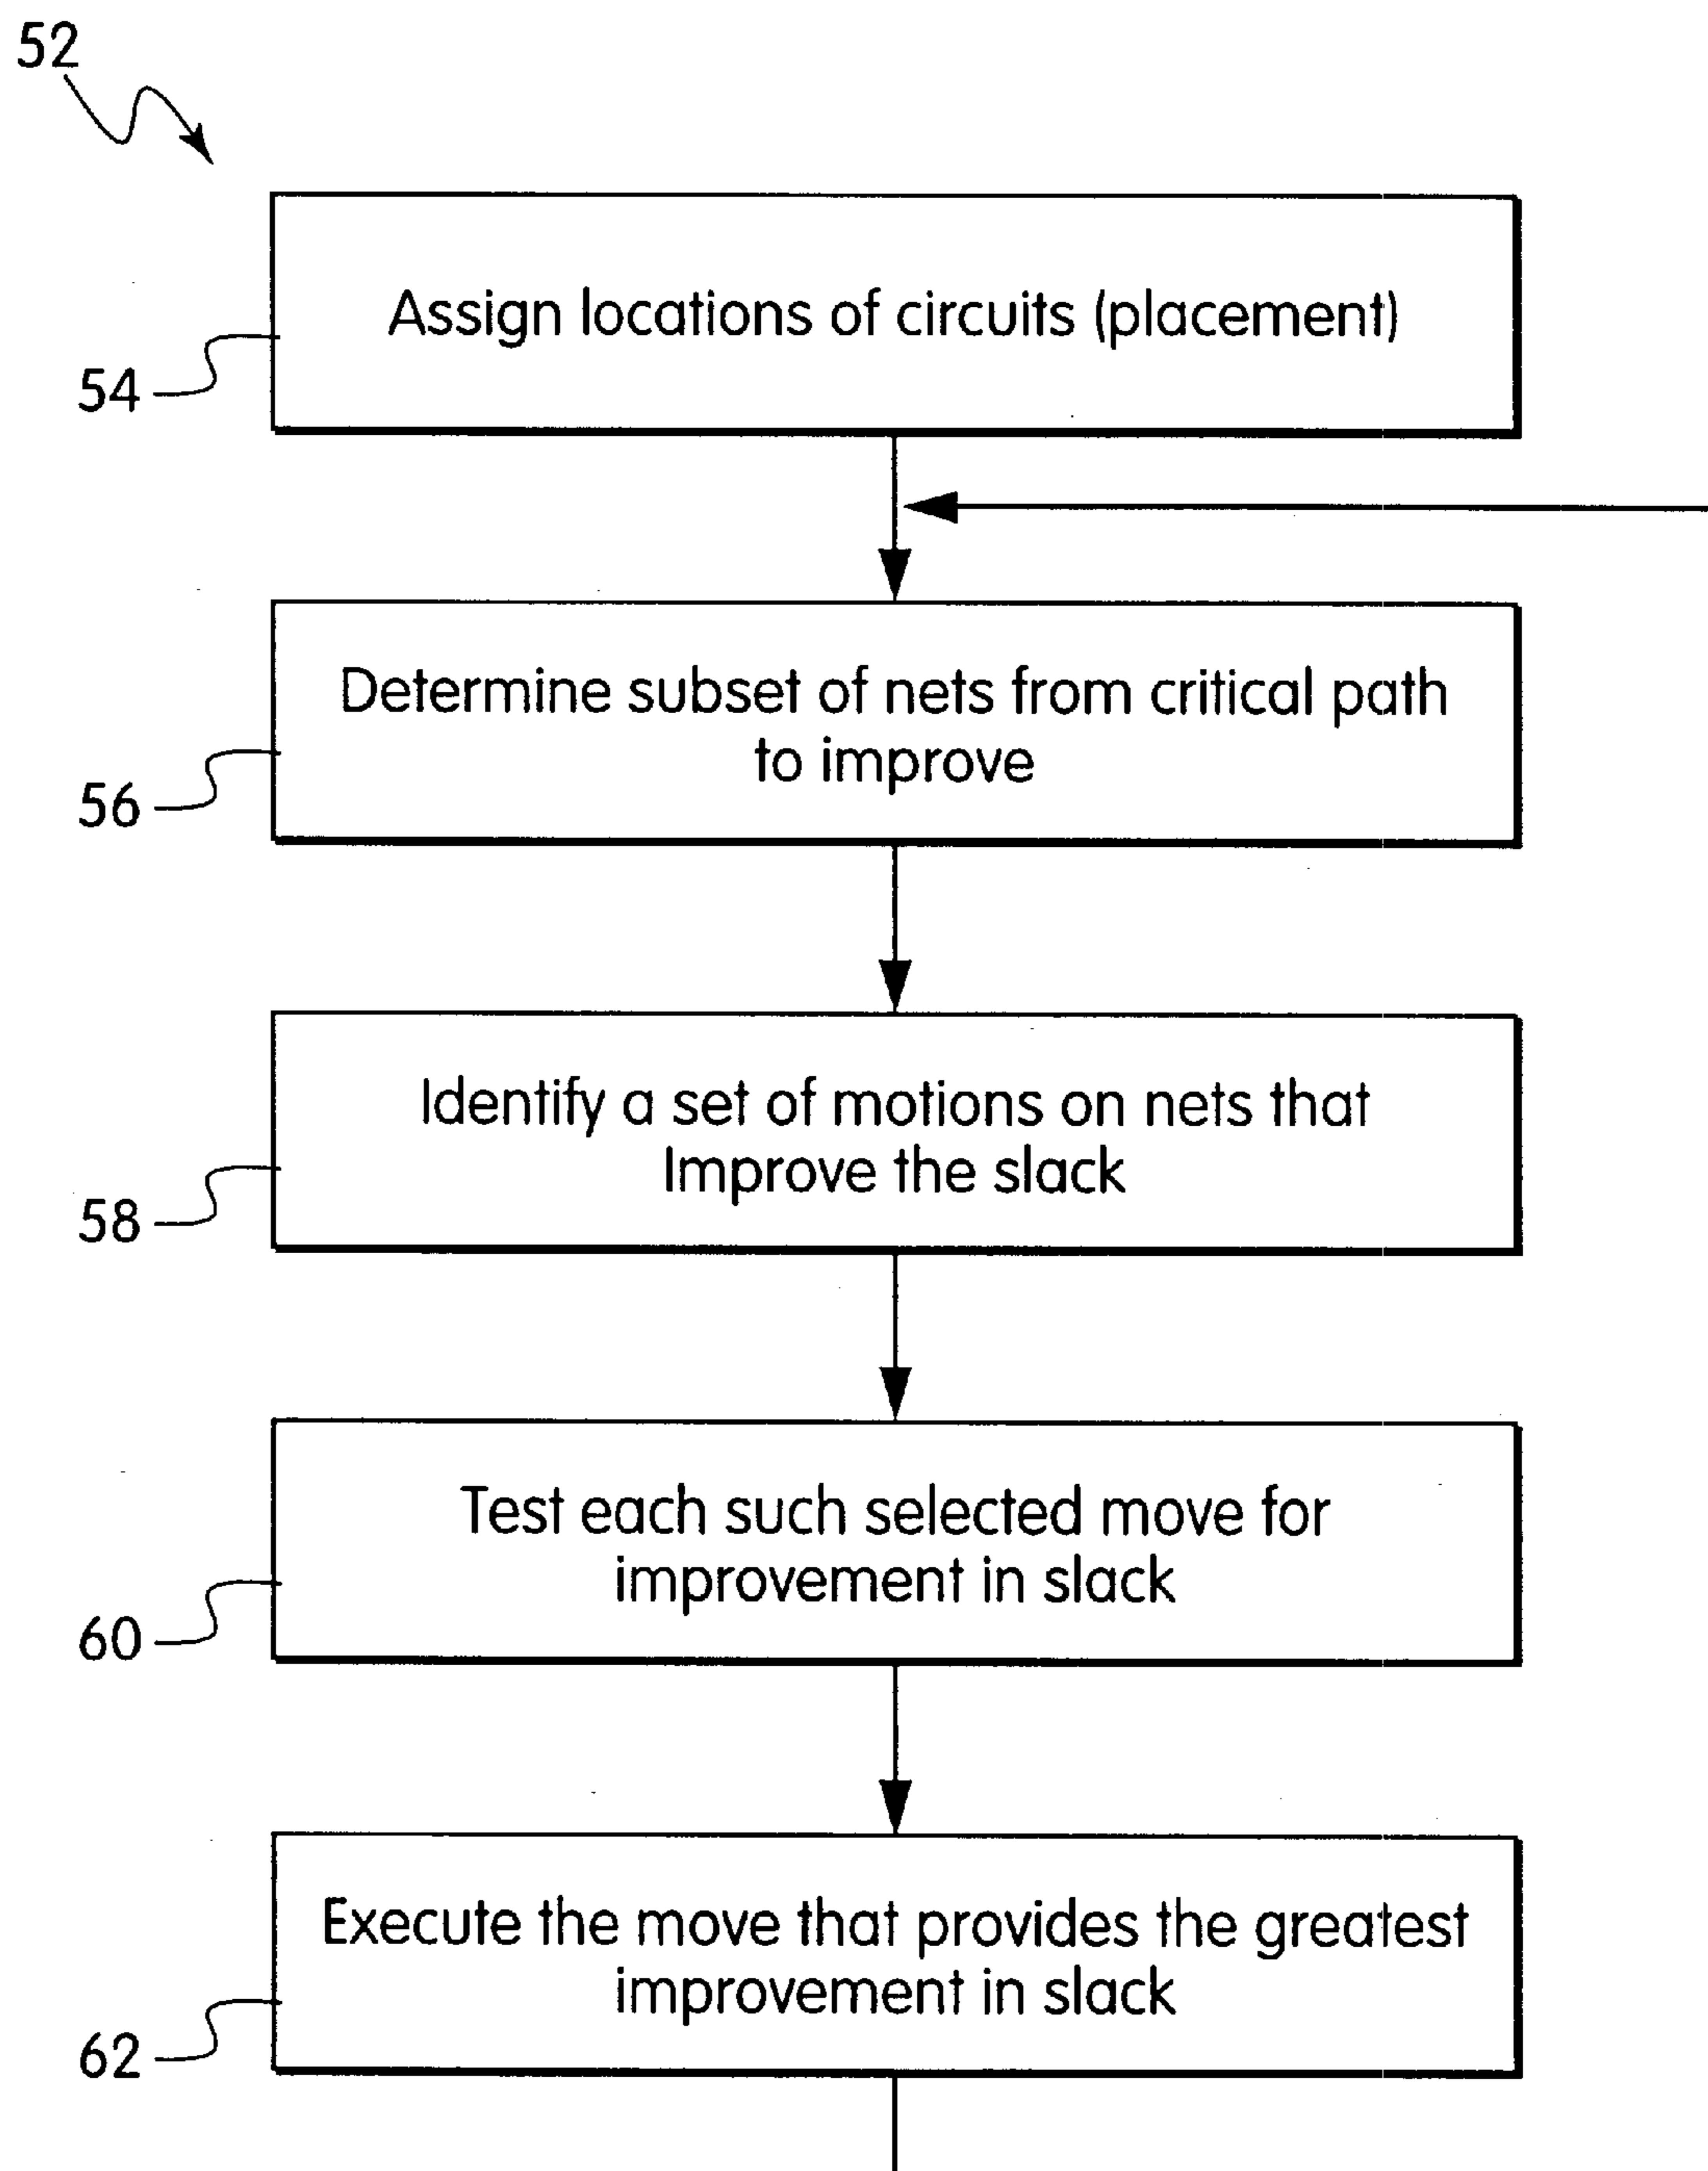 52
Assign locations of circuits (placement)
54
Determine subset of nets from critical path
to improve
56
Identify a set of motions on nets that
Improve the slack
58
Test each such selected move for
improvement in slack
60
Execute the move that provides the greatest
improvement in slack
62